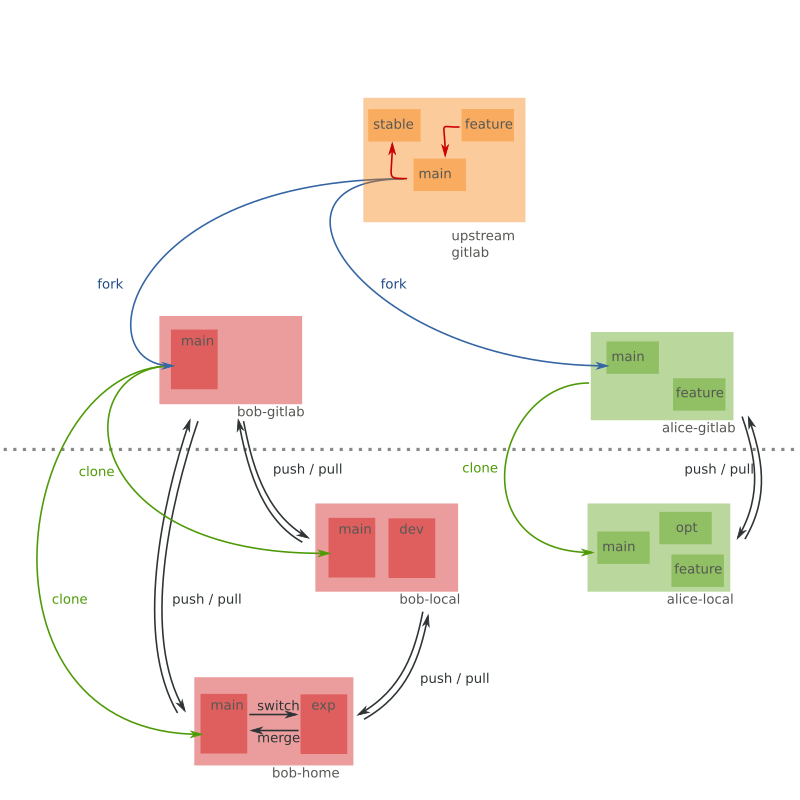 stable
feature
main
upstream
gitlab
fork
fork
main
bob-gitlab
main
feature
alice-gitlab
clone
push / pull
clone
push / pull
main
dev
bob-local
opt
main
feature
alice-local
clone
push / pull
push / pull
main
switch
exp
merge
bob-home